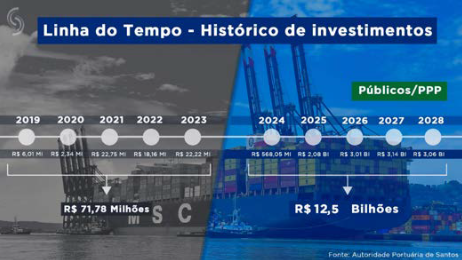 Linha do Tempo - Histórico de investimentos
Públicos/PPP
2019 2020 2021 2022 2023 2024 2025 2026 2027 2028
R$ 6,01 MI R$ 2,34 MI R$ 22,75 MI R$ 18,16 MI R$ 22,22 MI R$ 568,05 MI R$ 2,08 BI R$ 3,01 BI R$ 3,14 BI R$ 3,06 BI
R$ 71,78 Milhões R$ 12,5 Bilhões
M S C
Fonte: Autoridade Portuária de Santos